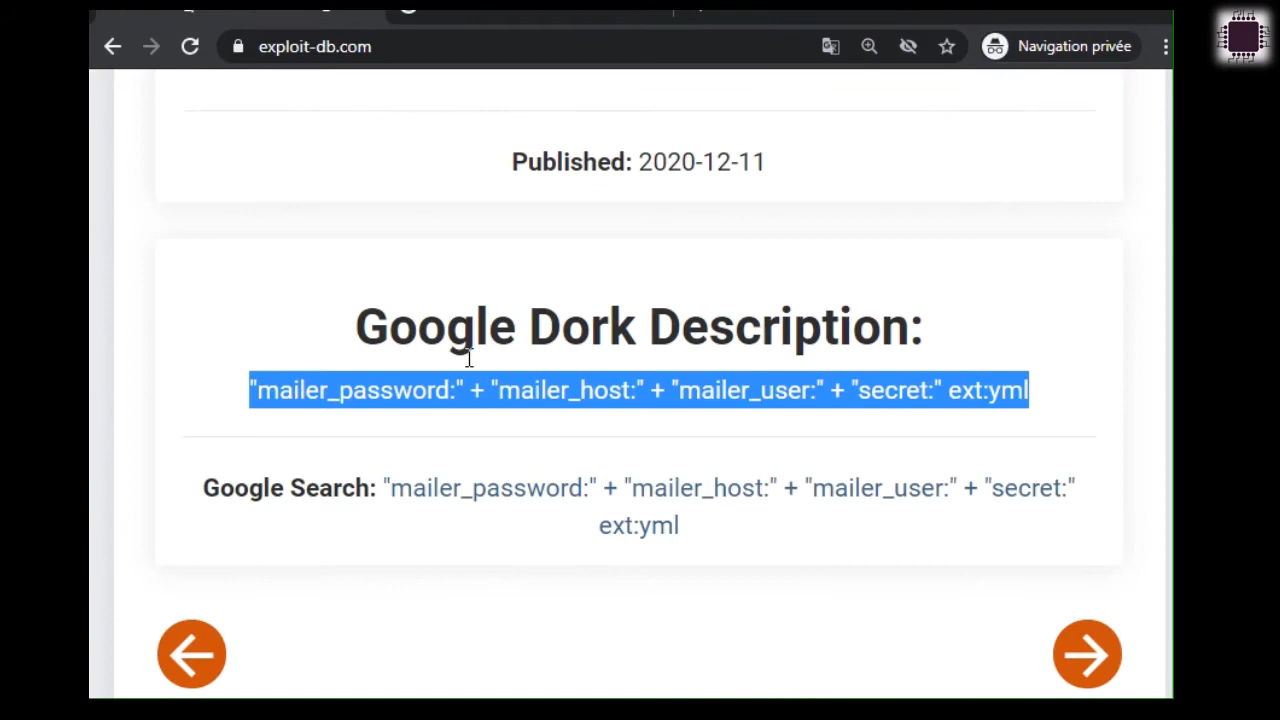 exploit-db.com
Navigation privée
Published: 2020-12-11
Google Dork Description:
"mailer_password:" + "mailer_host:" + "mailer_user:" + "secret:" ext:yml
Google Search: "mailer_password:" + "mailer_host:" + "mailer_user:" + "secret:"
ext:yml